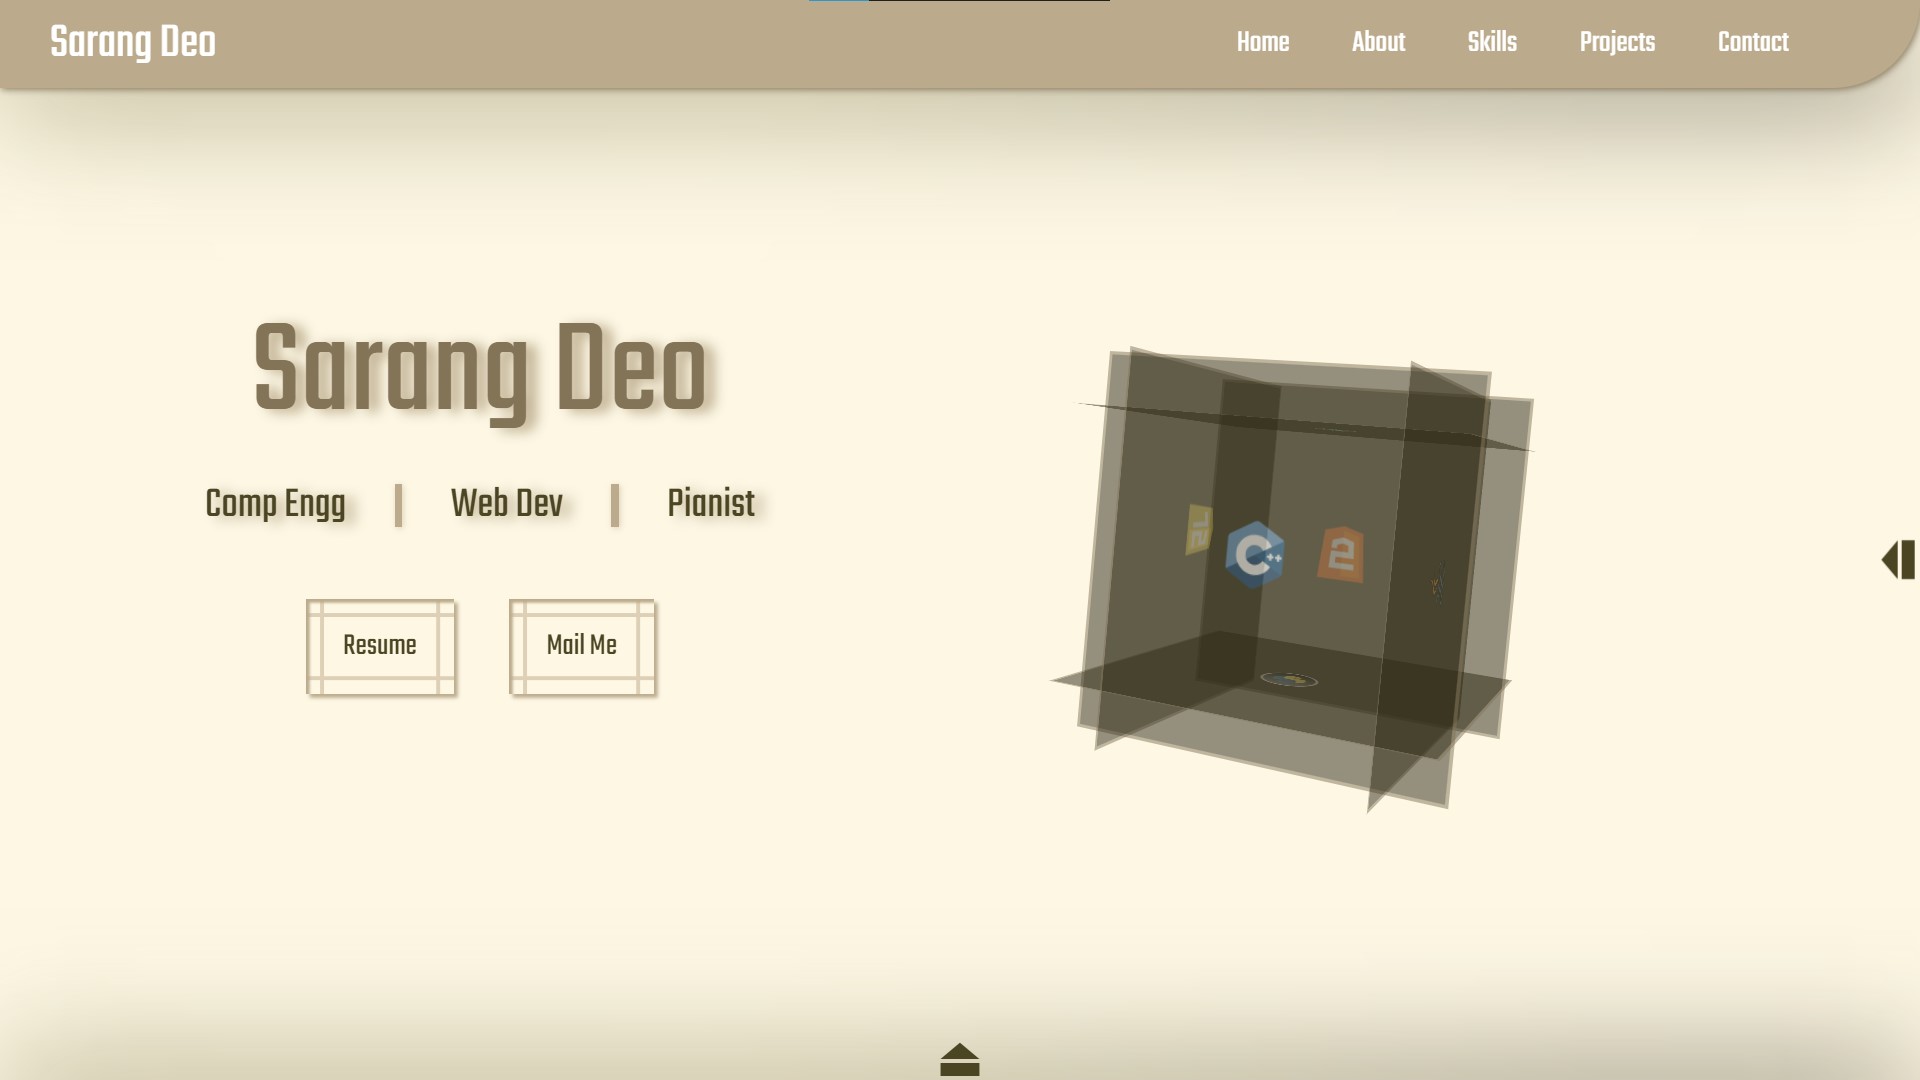 Sarang Deo
Home About Skills Projects Contact
Sarang Deo
Comp Engg Web Dev Pianist
Resume Mail Me
C++